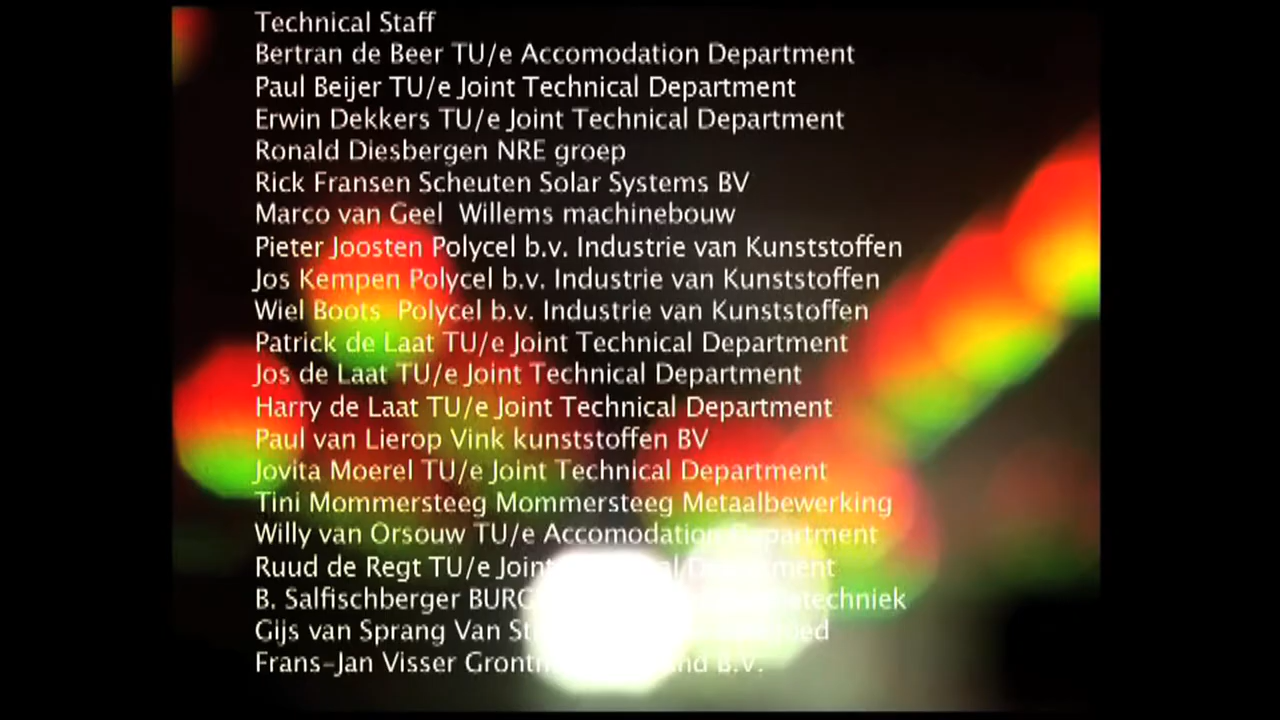 Technical Staff
Bertran de Beer TU/e Accomodation Department
Paul Beijer TU/e Joint Technical Department
Erwin Dekkers TU/e Joint Technical Department
Ronald Diesbergen NRE groep
Rick Fransen Scheuten Solar Systems BV
Marco van Geel Willems machinebouw
Pieter Joosten Polycel b.v. Industrie van Kunststoffen
Jos Kempen Polycel b.v. Industrie van Kunststoffen
Wiel Boots Polycel b.v. Industrie van Kunststoffen
Patrick de Laat TU/e Joint Technical Department
Jos de Laat TU/e Joint Technical Department
Harry de Laat TU/e Joint Technical Department
Paul van Lierop Vink kunststoffen BV
Jovita Moerel TU/e Joint Technical Department
Tini Mommersteeg Mommersteeg Metaalbewerking
Willy van Orsouw TU/e Accomodation Department
Ruud de Regt TU/e Joint Technical Department
B. Salfischberger
Gijs van Sprang Van
Frans-Jan Visser B.V.